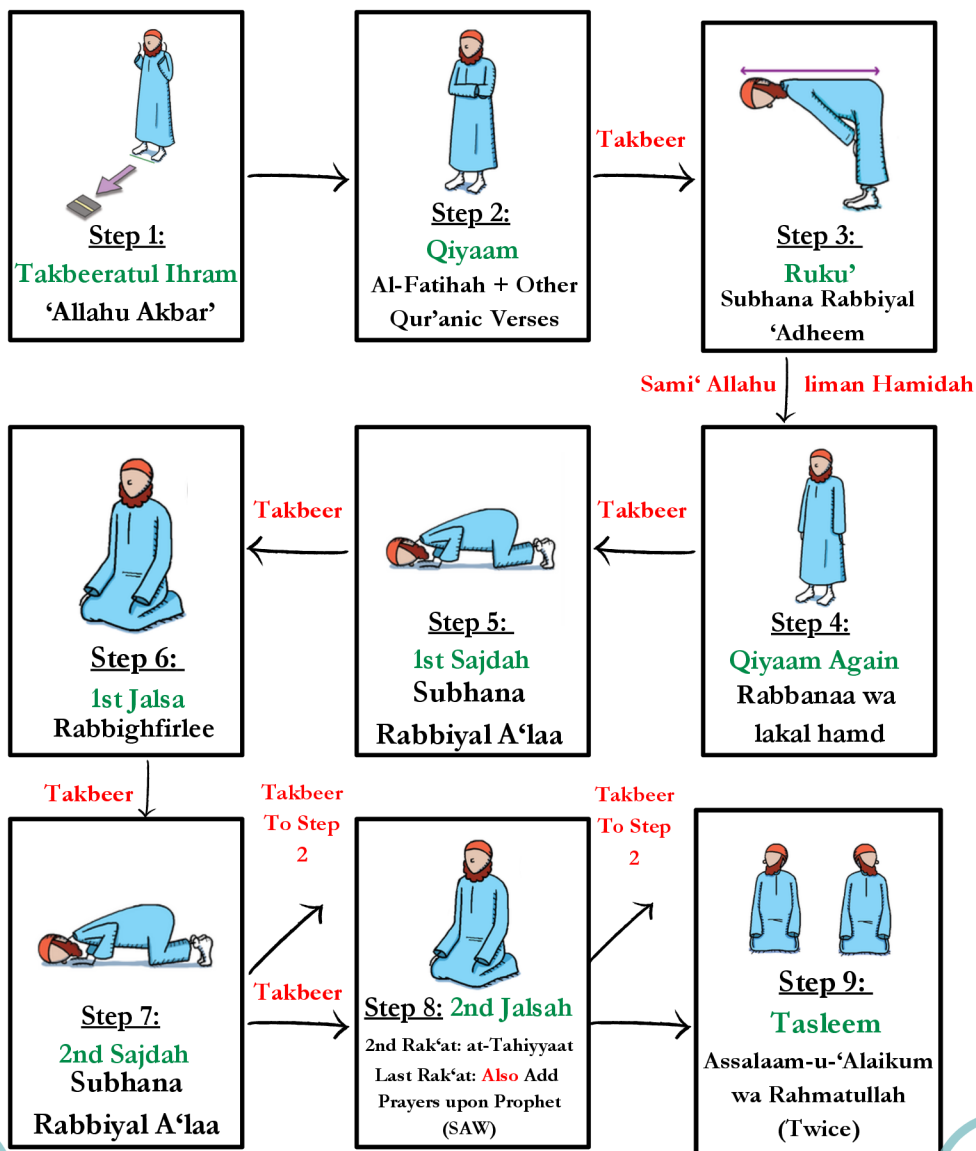 Step 1:
Takbeeratul Ihram
‘Allahu Akbar’
Step 2:
Qiyaam
Al-Fatihah + Other
Qur’anic Verses
Takbeer
Step 3:
Ruku’
Subhana Rabbiyal
‘Adheem
Sami‘ Allahu liman Hamidah
Step 4:
Qiyaam Again
Rabbanaa wa
lakal hamd
Takbeer
Step 5:
1st Sajdah
Subhana
Rabbiyal A‘laa
Takbeer
Step 6:
1st Jalsa
Rabbighfirlee
Takbeer
Step 7:
2nd Sajdah
Subhana
Rabbiyal A‘laa
Takbeer
To Step
2
Takbeer
Step 8: 2nd Jalsah
2nd Rak‘at: at-Tahiyyaat
Last Rak‘at: Also Add
Prayers upon Prophet
(SAW)
Takbeer
To Step
2
Step 9:
Tasleem
Assalaam-u-‘Alaikum
wa Rahmatullah
(Twice)